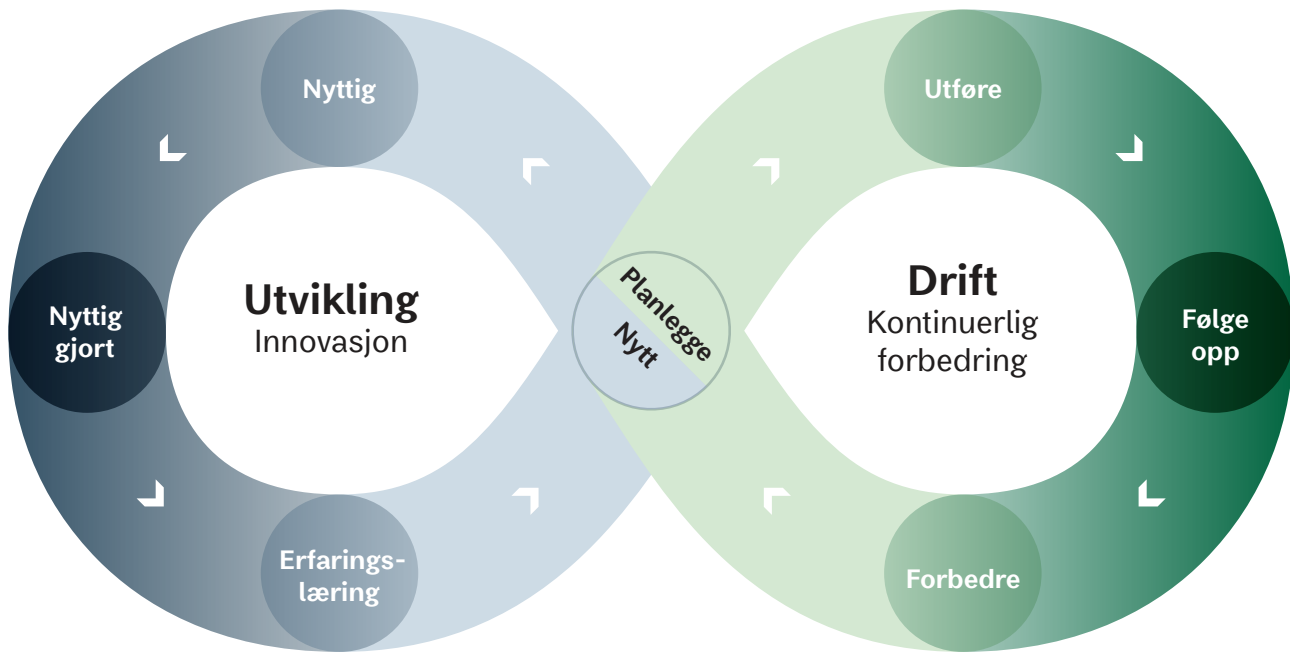 Nyttig
Utføre
Utvikling
Innovasjon
Nyttig
gjort
Planlegge
Nytt
Drift
Kontinuerlig
forbedring
Følge
opp
Erfarings-
læring
Forbedre